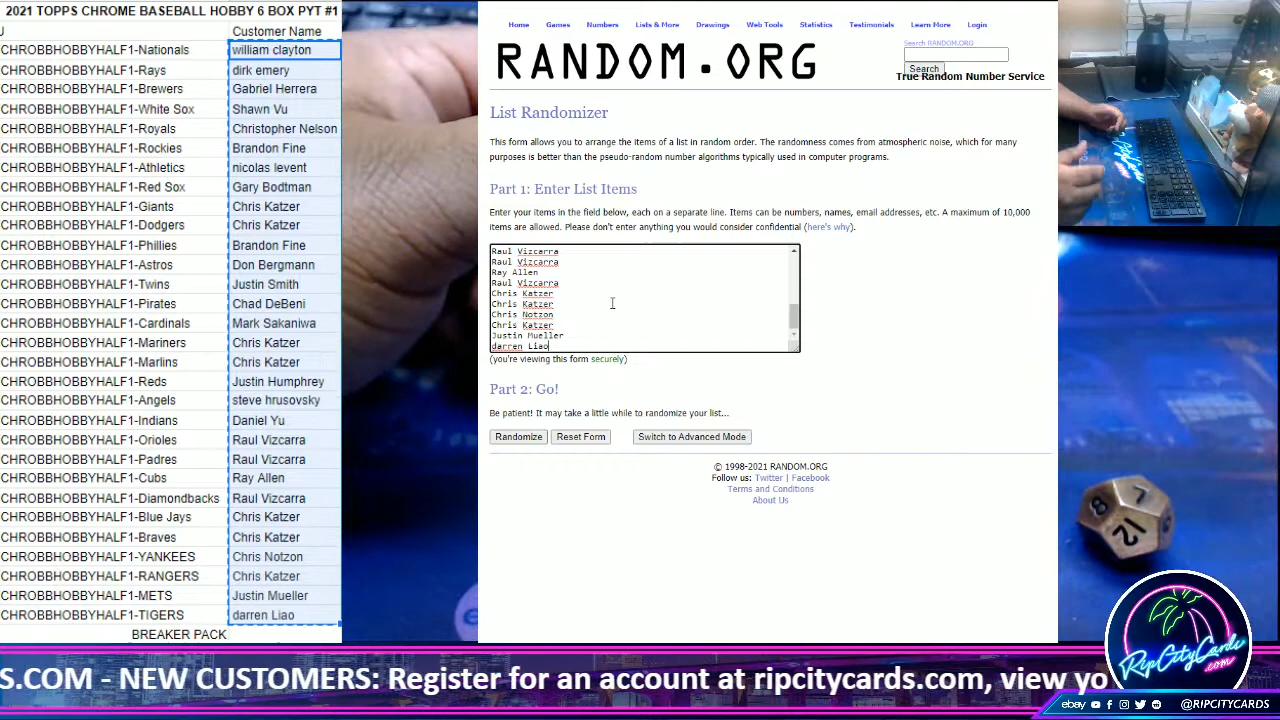 2021 TOPPS CHROME BASEBALL HOBBY 6 BOX PYT #1
Customer Name
CHROBBHOBBYHALF1-Nationals william clayton
CHROBBHOBBYHALF1-Rays dirk emery
CHROBBHOBBYHALF1-Brewers Gabriel Herrera
CHROBBHOBBYHALF1-White Sox Shawn Vu
CHROBBHOBBYHALF1-Royals Christopher Nelson
CHROBBHOBBYHALF1-Rockies Brandon Fine
CHROBBHOBBYHALF1-Athletics nicolas levent
CHROBBHOBBYHALF1-Red Sox Gary Bodtman
CHROBBHOBBYHALF1-Giants Chris Katzer
CHROBBHOBBYHALF1-Dodgers Chris Katzer
CHROBBHOBBYHALF1-Phillies Brandon Fine
CHROBBHOBBYHALF1-Astros Don Bergmann
CHROBBHOBBYHALF1-Twins Justin Smith
CHROBBHOBBYHALF1-Pirates Chad DeBeni
CHROBBHOBBYHALF1-Cardinals Mark Sakaniwa
CHROBBHOBBYHALF1-Mariners Chris Katzer
CHROBBHOBBYHALF1-Marlins Chris Katzer
CHROBBHOBBYHALF1-Reds Justin Humphrey
CHROBBHOBBYHALF1-Angels steve hrusovsky
CHROBBHOBBYHALF1-Indians Daniel Yu
CHROBBHOBBYHALF1-Orioles Raul Vizcarra
CHROBBHOBBYHALF1-Padres Raul Vizcarra
CHROBBHOBBYHALF1-Cubs Ray Allen
CHROBBHOBBYHALF1-Diamondbacks Raul Vizcarra
CHROBBHOBBYHALF1-Blue Jays Chris Katzer
CHROBBHOBBYHALF1-Braves Chris Katzer
CHROBBHOBBYHALF1-YANKEES Chris Notzon
CHROBBHOBBYHALF1-RANGERS Chris Katzer
CHROBBHOBBYHALF1-METS Justin Mueller
CHROBBHOBBYHALF1-TIGERS darren Liao
BREAKER PACK
Home Games Numbers Lists & More Drawings Web Tools Statistics Testimonials Learn More Login
RANDOM.ORG
Search RANDOM.ORG
Search
True Random Number Service
List Randomizer
This form allows you to arrange the items of a list in random order. The randomness comes from atmospheric noise, which for many
purposes is better than the pseudo-random number algorithms typically used in computer programs.
Part 1: Enter List Items
Enter your items in the field below, each on a separate line. Items can be numbers, names, email addresses, etc. A maximum of 10,000
items are allowed. Please don't enter anything you would consider confidential (here's why).
Raul Vizcarra
Raul Vizcarra
Ray Allen
Raul Vizcarra
Chris Katzer
Chris Katzer
Chris Notzon
Chris Katzer
Justin Mueller
darren Liao
(you're viewing this form securely)
Part 2: Go!
Be patient! It may take a little while to randomize your list...
Randomize Reset Form Switch to Advanced Mode
© 1998-2021 RANDOM.ORG
Follow us: Twitter | Facebook
Terms and Conditions
About Us
8 7
12
RipCityCards
.com
S.COM - NEW CUSTOMERS: Register for an account at ripcitycards.com, view yo
ebay @RIPCITYCARDS